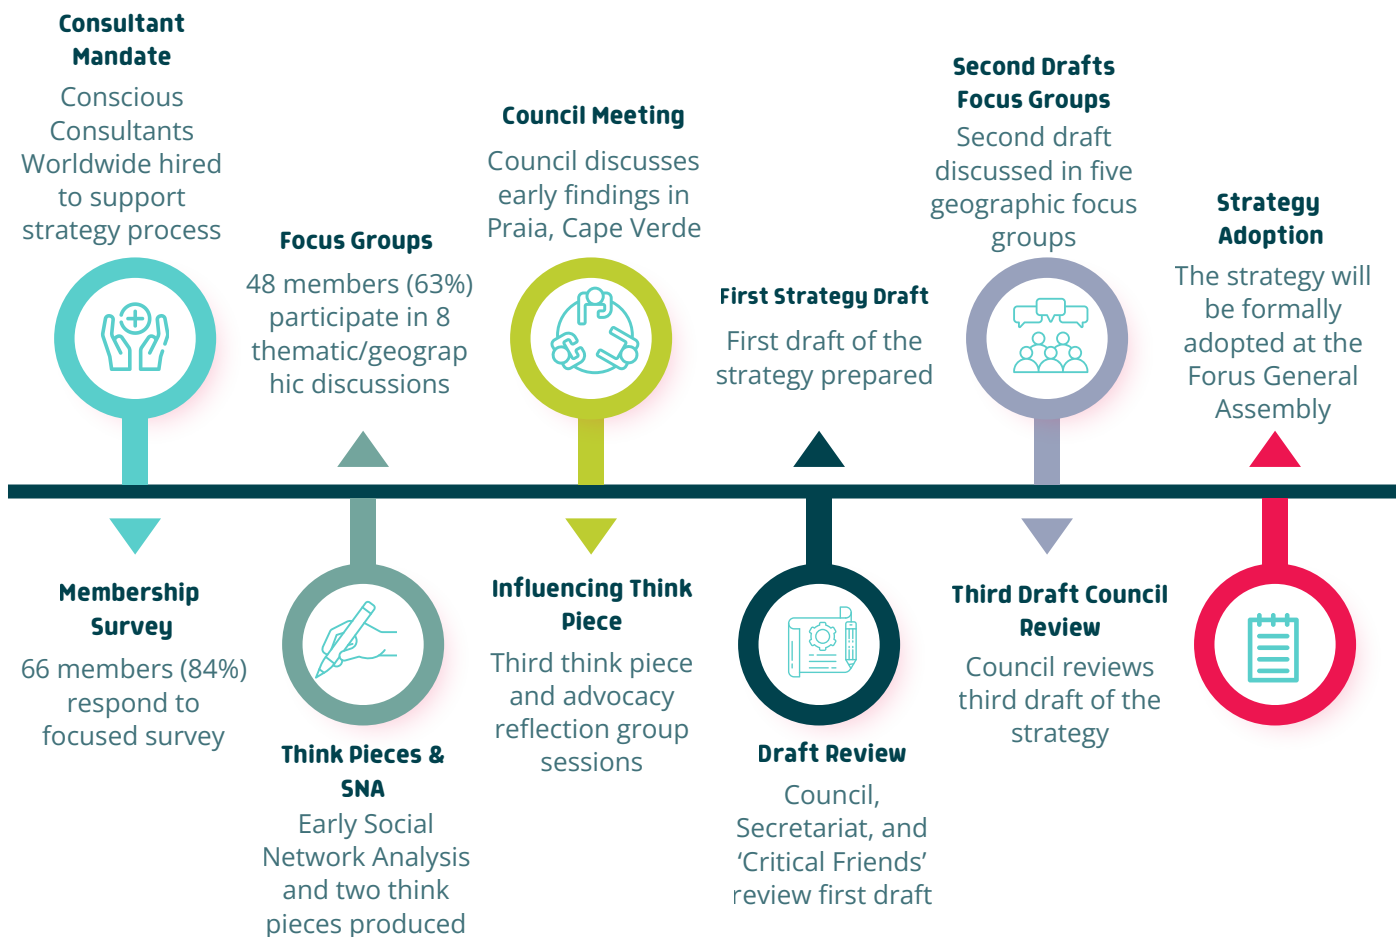 Consultant
Mandate
Conscious
Consultants
Worldwide hired
to support
strategy process
Membership
Survey
66 members (84%)
respond to
focused survey
Focus Groups
48 members (63%)
participate in 8
thematic/geograp
hic discussions
Think Pieces &
SNA
Early Social
Network Analysis
and two think
pieces produced
Council Meeting
Council discusses
early findings in
Praia, Cape Verde
Influencing Think
Piece
Third think piece
and advocacy
reflection group
sessions
First Strategy Draft
First draft of the
strategy prepared
Draft Review
Council,
Secretariat, and
‘Critical Friends’
review first draft
Second Drafts
Focus Groups
Second draft
discussed in five
geographic focus
groups
Third Draft Council
Review
Council reviews
third draft of the
strategy
Strategy
Adoption
The strategy will
be formally
adopted at the
Forus General
Assembly